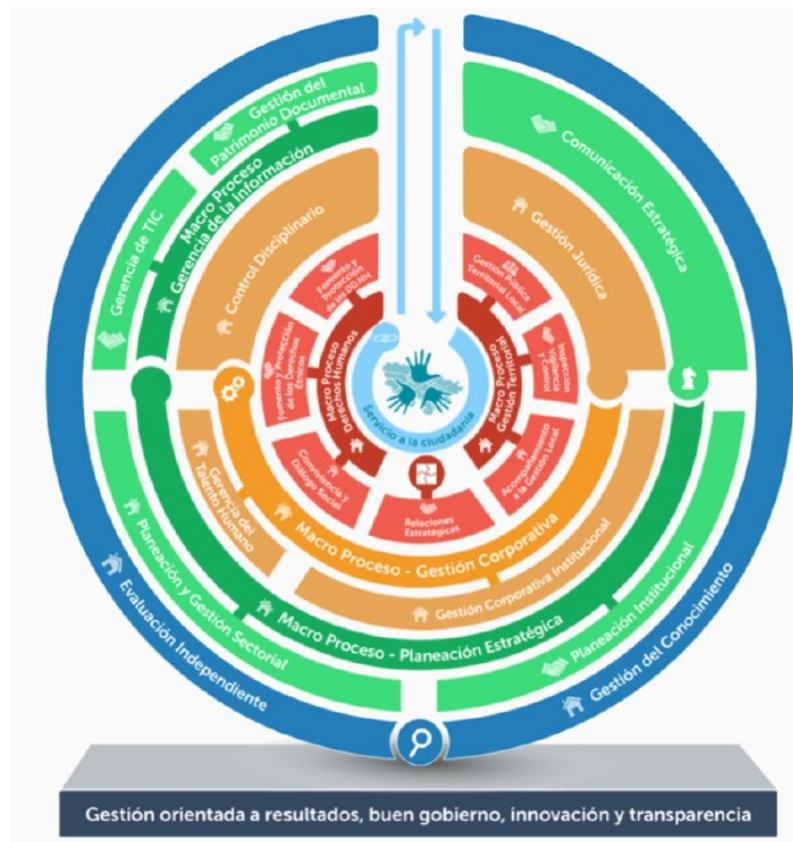 Gestión del
Patrimonio Documental
Macro Proceso
Gerencia de la Información
Gerencia de TIC
Control Disciplinario
Comunicación Estratégica
Gestión Jurídica
Fomento y
Protección
de los DD.HH.
Gestión Pública
Territorial Local
Fomento y Protección
de los Derechos
Étnicos
Macro Proceso
Derechos Humanos
Macro Proceso
Gestión Territorial
Inspección
Vigilancia
y Control
Servicio a la ciudadanía
Convivencia y
Diálogo Social
Relaciones
Estratégicas
Acompañamiento
a la Gestión Local
Gerencia del
Talento Humano
Macro Proceso - Gestión Corporativa
Gestión Corporativa Institucional
Planeación y Gestión Sectorial
Macro Proceso - Planeación Estratégica
Planeación Institucional
Evaluación Independiente
Gestión del Conocimiento
Gestión orientada a resultados, buen gobierno, innovación y transparencia